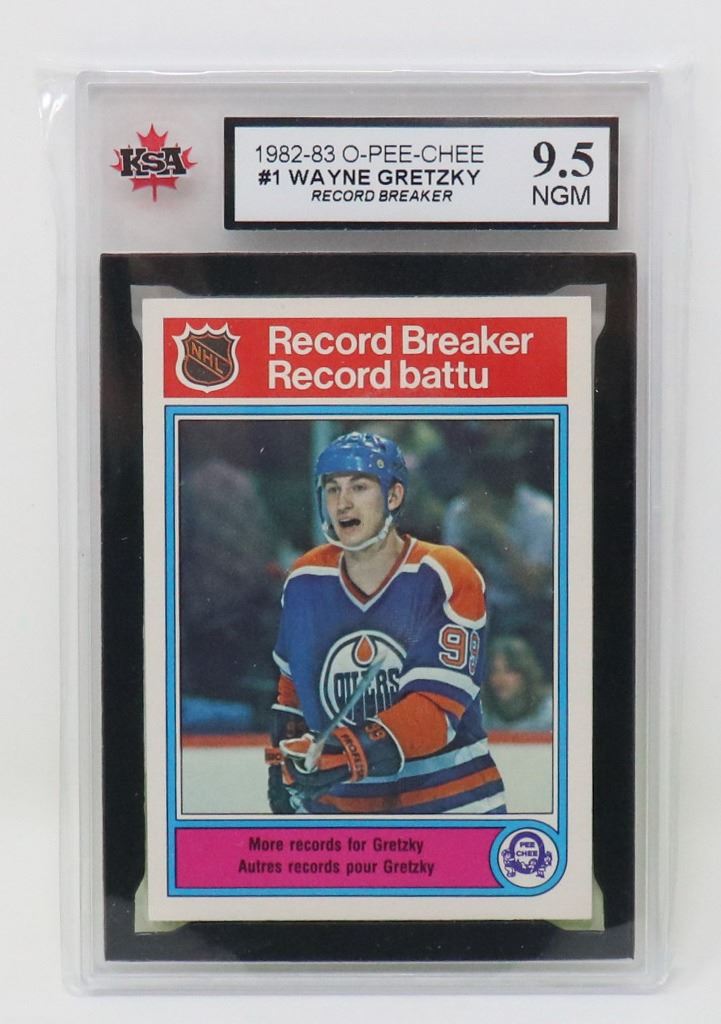 KSA
1982-83 O-PEE-CHEE
#1 WAYNE GRETZKY
RECORD BREAKER
9.5
NGM
NHL
Record Breaker
Record battu
99
OILERS
99
More records for Gretzky
Autres records pour Gretzky
PEE
CHEE